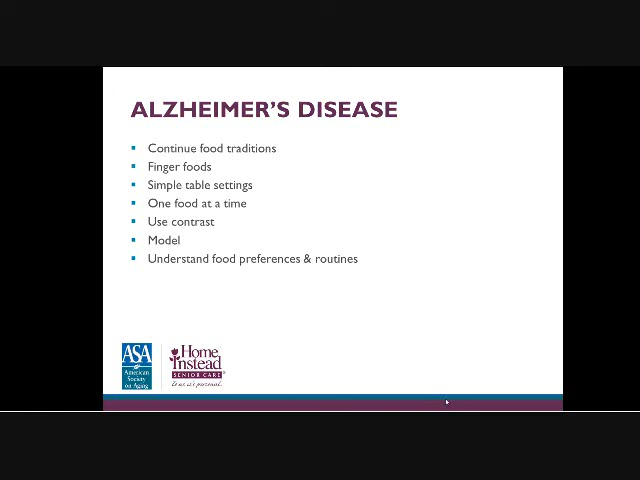 ALZHEIMER'S DISEASE
Continue food traditions
Finger foods
Simple table settings
One food at a time
Use contrast
Model
Understand food preferences & routines
ASA
American
Society
on Aging
Home
Instead
SENIOR CARE
To us, it's personal.